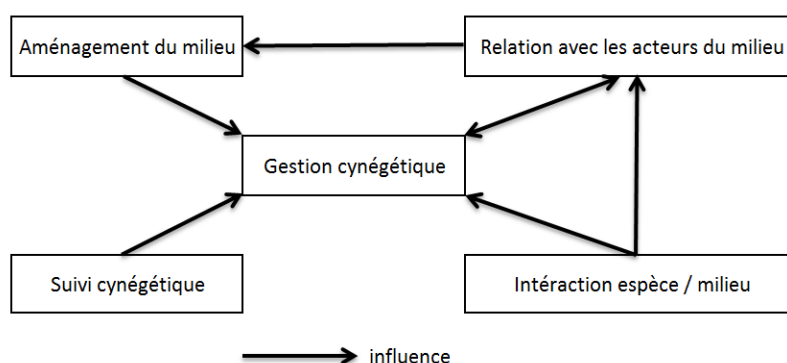 Aménagement du milieu
Relation avec les acteurs du milieu
Gestion cynégétique
Suivi cynégétique
Intéraction espèce / milieu
influence